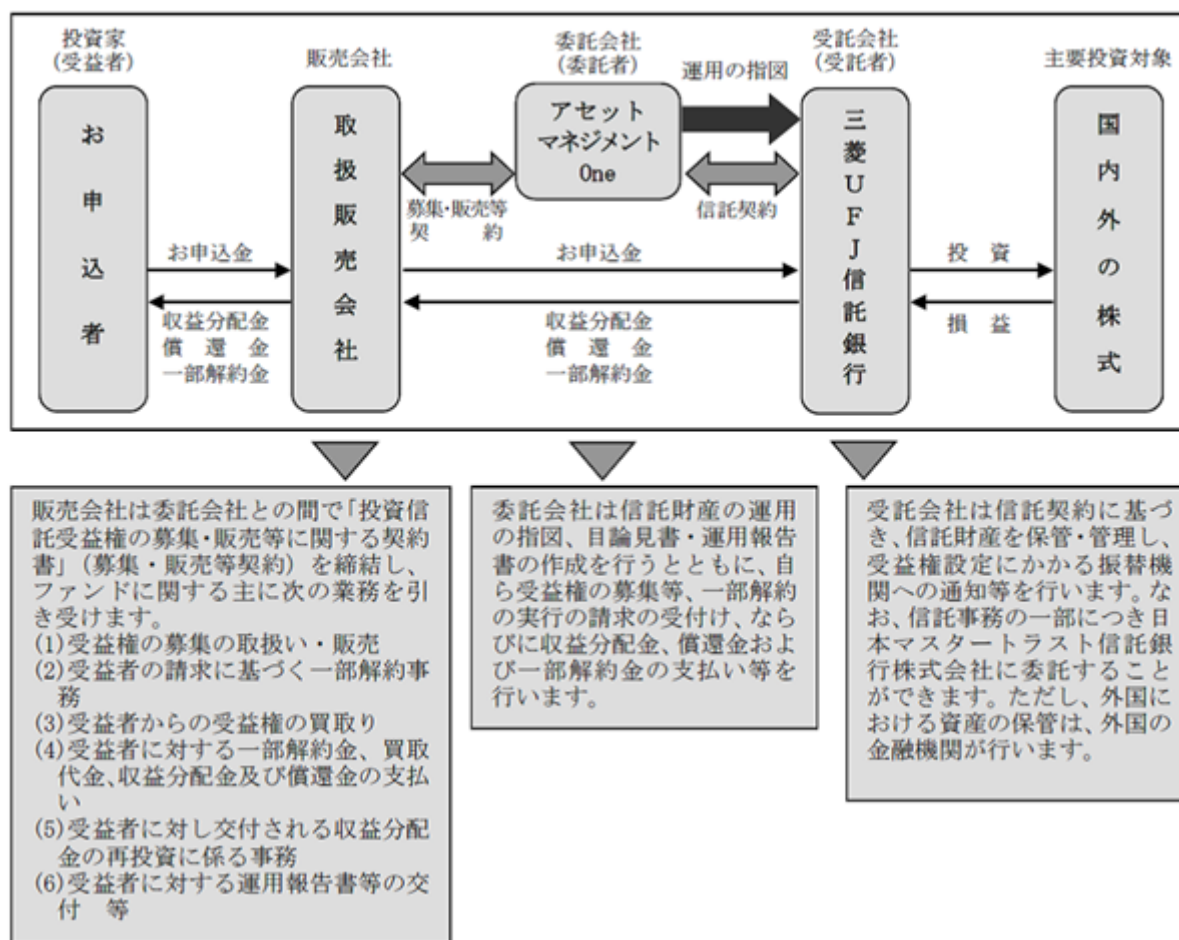 投資家
(受益者)
販売会社
委託会社
(委託者)
運用の指図
受託会社
(受託者)
主要投資対象
お申込者
取扱販売会社
アセット
マネジメント
One
三菱UFJ信託銀行
国内外の株式
募集・販売等
契　　約
信託契約
お申込金
収益分配金
償　還　金
一部解約金
お申込金
収益分配金
償　還　金
一部解約金
投　資
損　益
販売会社は委託会社との間で「投資信
託受益権の募集・販売等に関する契約
書」（募集・販売等契約）を締結し、
ファンドに関する主に次の業務を引
き受けます。
(1)受益権の募集の取扱い・販売
(2)受益者の請求に基づく一部解約事
務
(3)受益者からの受益権の買取り
(4)受益者に対する一部解約金、買取
代金、収益分配金及び償還金の支払
い
(5)受益者に対し交付される収益分配
金の再投資に係る事務
(6)受益者に対する運用報告書等の交
付　等
委託会社は信託財産の運用
の指図、目論見書・運用報告
書の作成を行うとともに、自
ら受益権の募集等、一部解約
の実行の請求の受付け、なら
びに収益分配金、償還金およ
び一部解約金の支払い等を
行います。
受託会社は信託契約に基づ
き、信託財産を保管・管理し、
受益権設定にかかる振替機
関への通知等を行います。な
お、信託事務の一部につき日
本マスタートラスト信託銀
行株式会社に委託すること
ができます。ただし、外国に
おける資産の保管は、外国の
金融機関が行います。